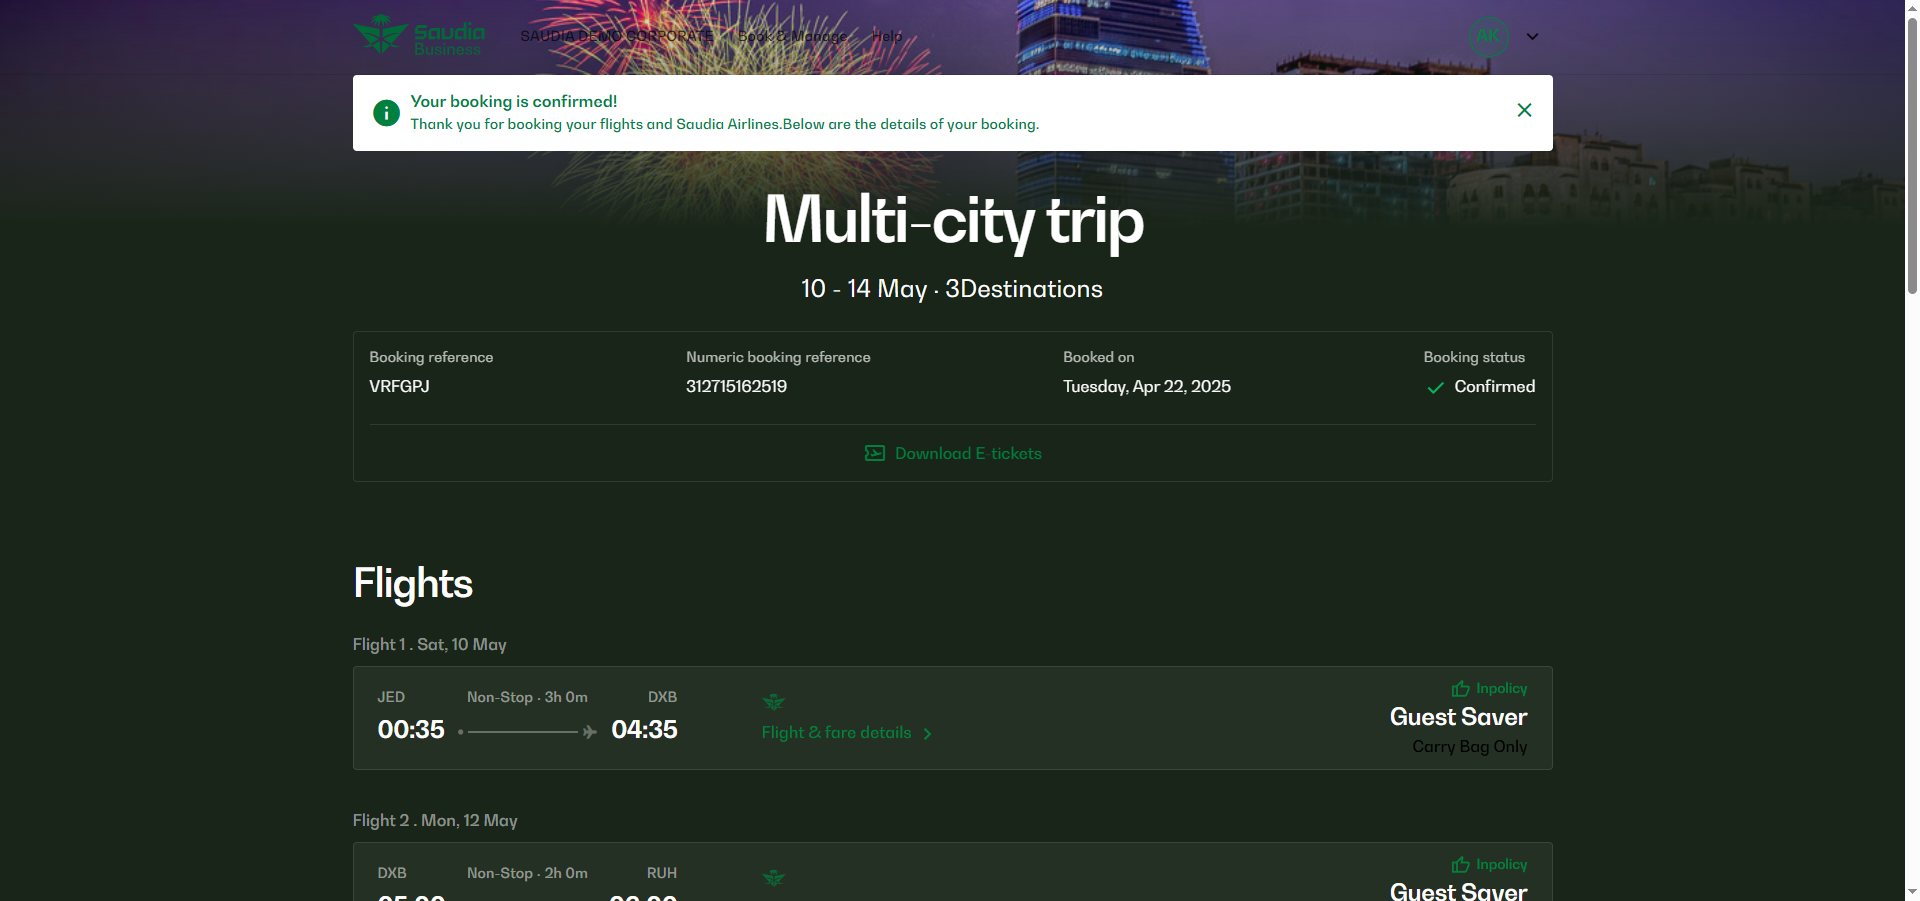 Saudia
Business
SAUDIA DEMO CORPORATE Book & Manage Help
AK
Your booking is confirmed!
Thank you for booking your flights and Saudia Airlines.Below are the details of your booking.
Multi-city trip
10 - 14 May · 3Destinations
Booking reference Numeric booking reference Booked on Booking status
VRFGPJ 312715162519 Tuesday, Apr 22, 2025 Confirmed
Download E-tickets
Flights
Flight 1 . Sat, 10 May
JED Non-Stop · 3h 0m DXB Inpolicy
00:35 04:35 Flight & fare details Guest Saver
Carry Bag Only
Flight 2 . Mon, 12 May
DXB Non-Stop · 2h 0m RUH Inpolicy
Guest Saver